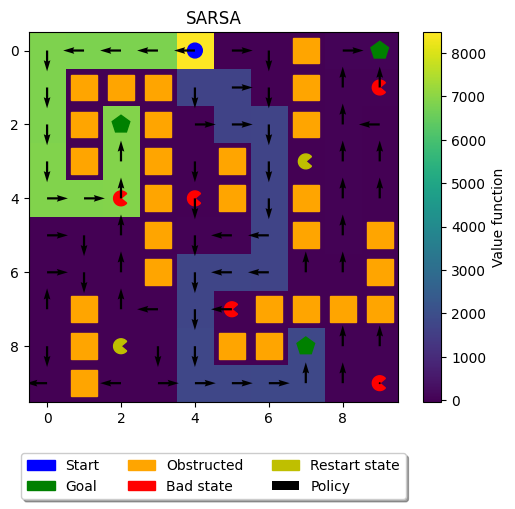 SARSA
0
2
4
6
8
0 2 4 6 8
8000
7000
6000
5000
4000
3000
2000
1000
0
Value function
Start Obstructed Restart state
Goal Bad state Policy